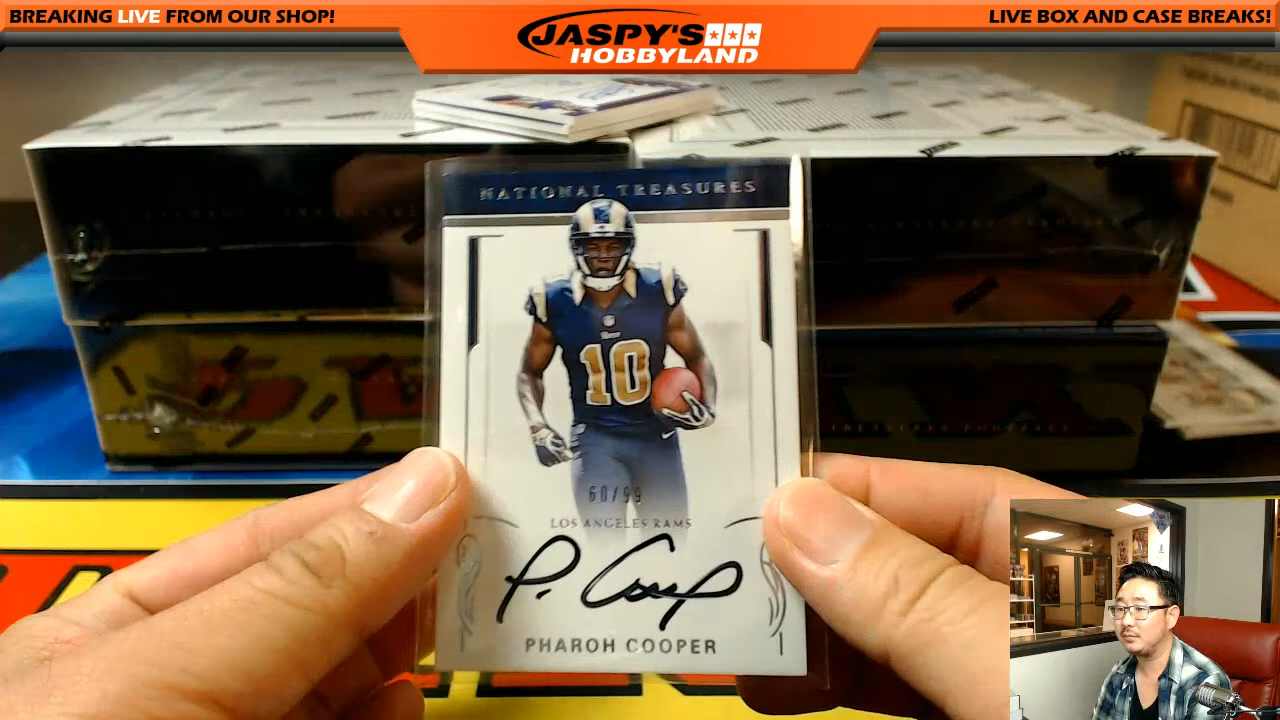 BREAKING LIVE FROM OUR SHOP!
JASPY'S
HOBBYLAND
LIVE BOX AND CASE BREAKS!
NATIONAL TREASURES
10
60/99
LOS ANGELES RAMS
P. Coop
PHAROH COOPER